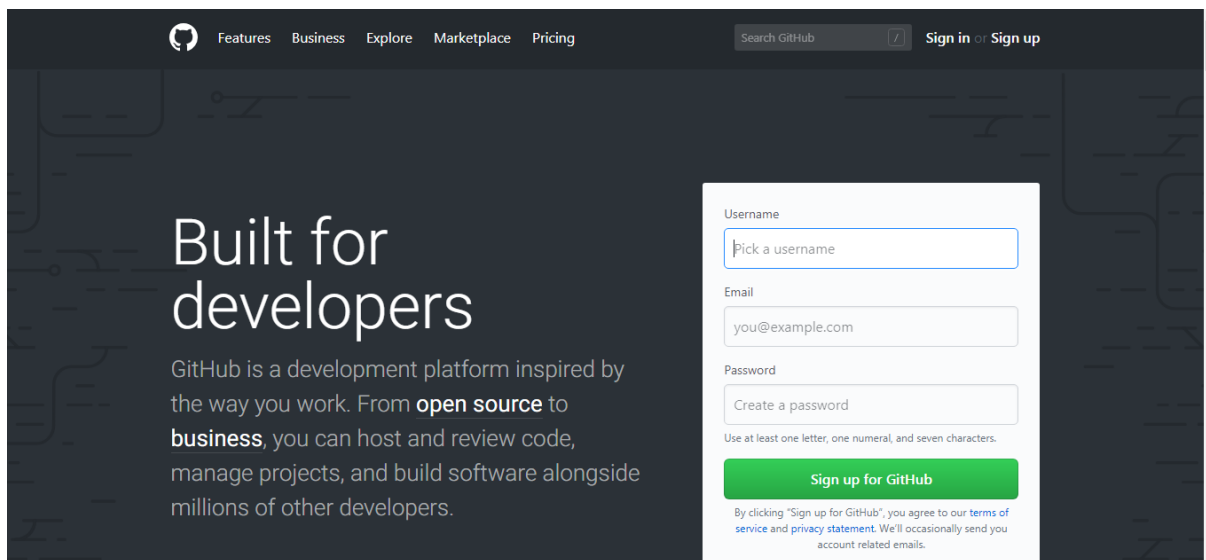 Features Business Explore Marketplace Pricing Search GitHub / Sign in or Sign up
Built for
developers
GitHub is a development platform inspired by
the way you work. From open source to
business, you can host and review code,
manage projects, and build software alongside
millions of other developers.
Username
Pick a username
Email
you@example.com
Password
Create a password
Use at least one letter, one numeral, and seven characters.
Sign up for GitHub
By clicking "Sign up for GitHub", you agree to our terms of
service and privacy statement. We'll occasionally send you
account related emails.